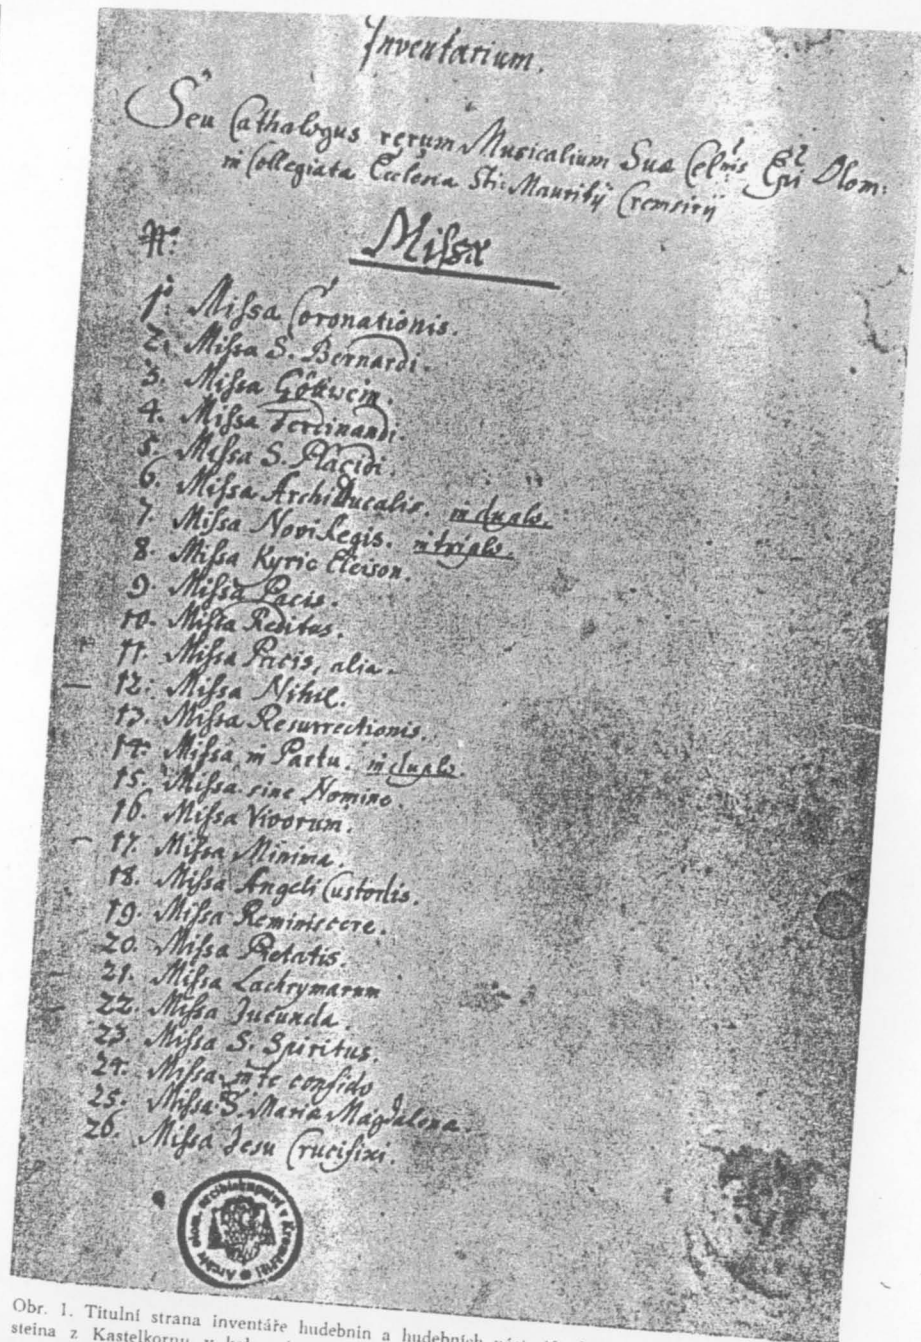 Inventarium.
Seu Cathalogus rerum Musicalium Suæ Cel:nis Epi Olom:
in Collegiata Ecclesia Sti: Mauritÿ Cremsirÿ
Nr:
Missæ
1. Missa Coronationis.
2. Missa S. Bernardi.
3. Missa Göttwein.
4. Missa Ferdinandi.
5. Missa S. Placidi.
6. Missa Archiducalis. in duplo.
7. Missa Novi Regis. in triplo.
8. Missa Kyrie Eleison.
9. Missa Pacis.
10. Missa Reditus.
11. Missa Pacis, alia.
12. Missa Nihil.
13. Missa Resurrectionis.
14. Missa, in Partu. in duplo.
15. Missa sine Nomine.
16. Missa Vivorum.
17. Missa Minima.
18. Missa Angeli Custodis.
19. Missa Reminiscere.
20. Missa Pietatis.
21. Missa Lachrymarum
22. Missa Jucunda.
23. Missa S. Spiritus.
24. Missa in te confido
25. Missa S. Maria Magdalena.
26. Missa Jesu Crucifixi.
Obr. 1. Titulní strana inventáře hudebnin a hudebních
steina z Kastelkornu v